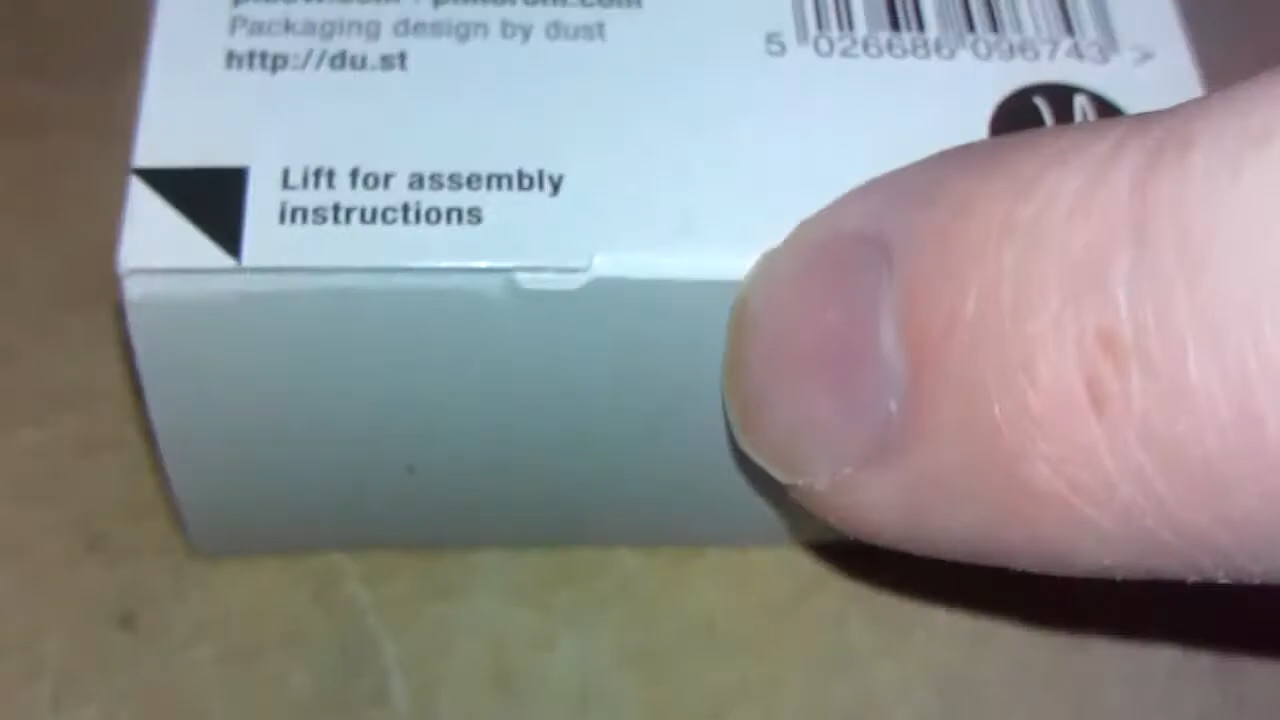 Packaging design by dust
http://du.st
5 026686 096743 >
Lift for assembly
instructions